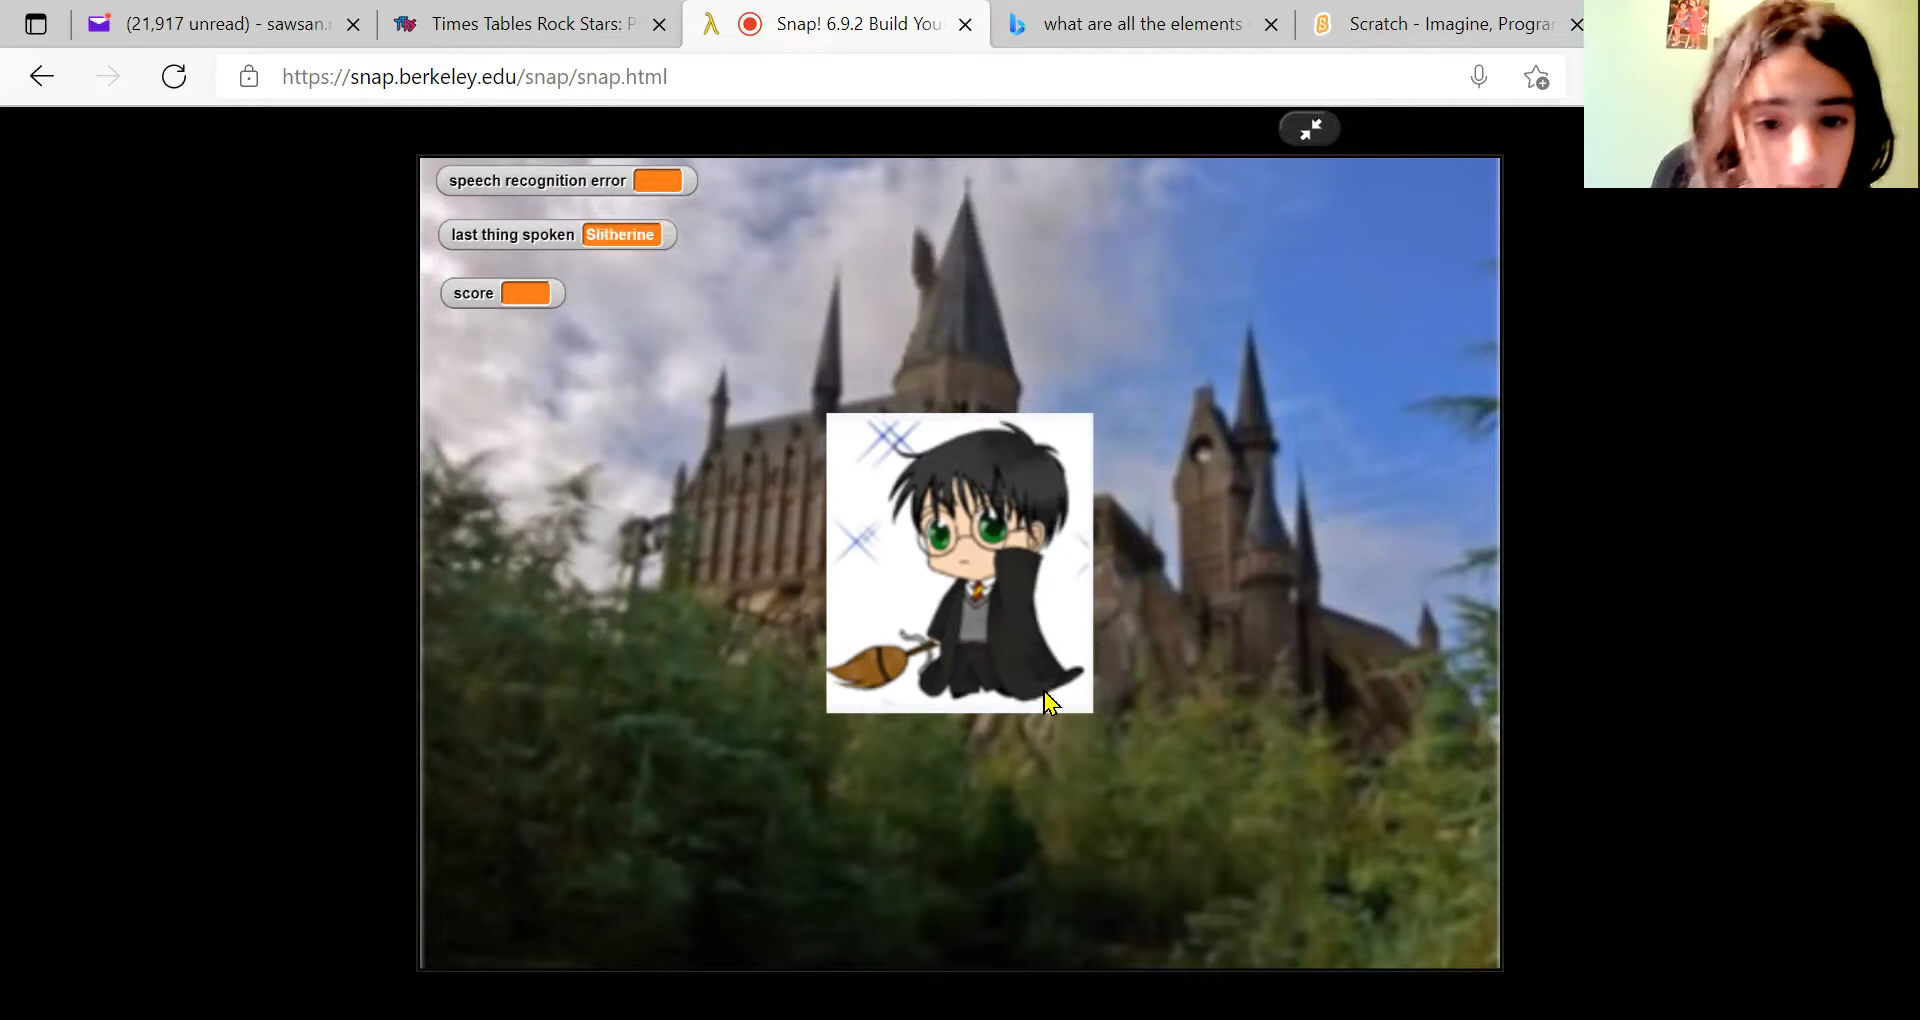 (21,917 unread) - sawsan.
Times Tables Rock Stars: P
Snap! 6.9.2 Build You
what are all the elements
Scratch - Imagine, Progra
https://snap.berkeley.edu/snap/snap.html
speech recognition error
last thing spoken Slitherine
score